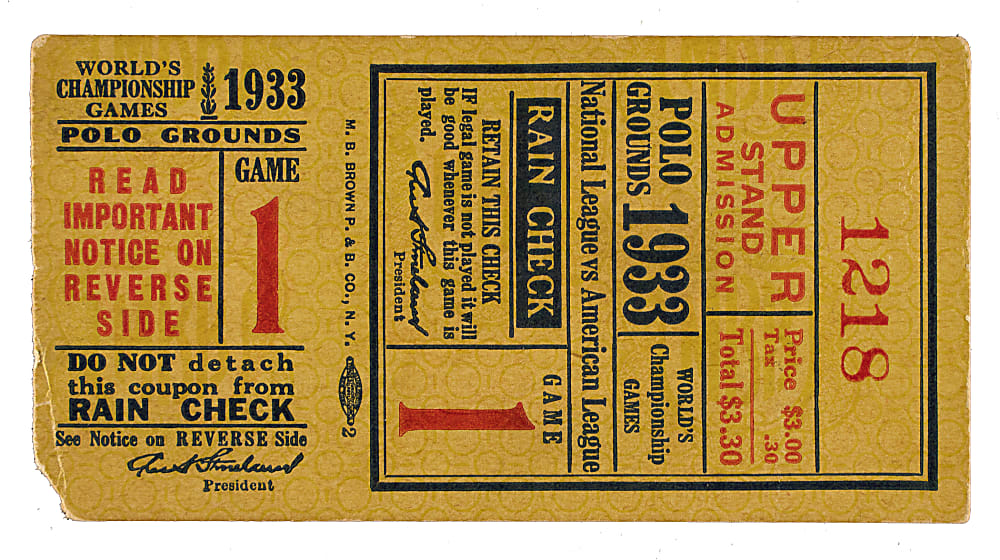 WORLD'S
CHAMPIONSHIP
GAMES
1933
POLO GROUNDS
READ
IMPORTANT
NOTICE ON
REVERSE
SIDE
GAME
1
DO NOT detach
this coupon from
RAIN CHECK
See Notice on REVERSE Side
President
M. B. BROWN P. & B. CO., N. Y.
2
1218
UPPER
STAND
ADMISSION
Price $3.00
Tax .30
Total $3.30
POLO
GROUNDS
1933
WORLD'S
Championship
GAMES
National League vs American League
RAIN CHECK
RETAIN THIS CHECK
IF legal game is not played it will
be good whenever this game is
played.
President
GAME
1